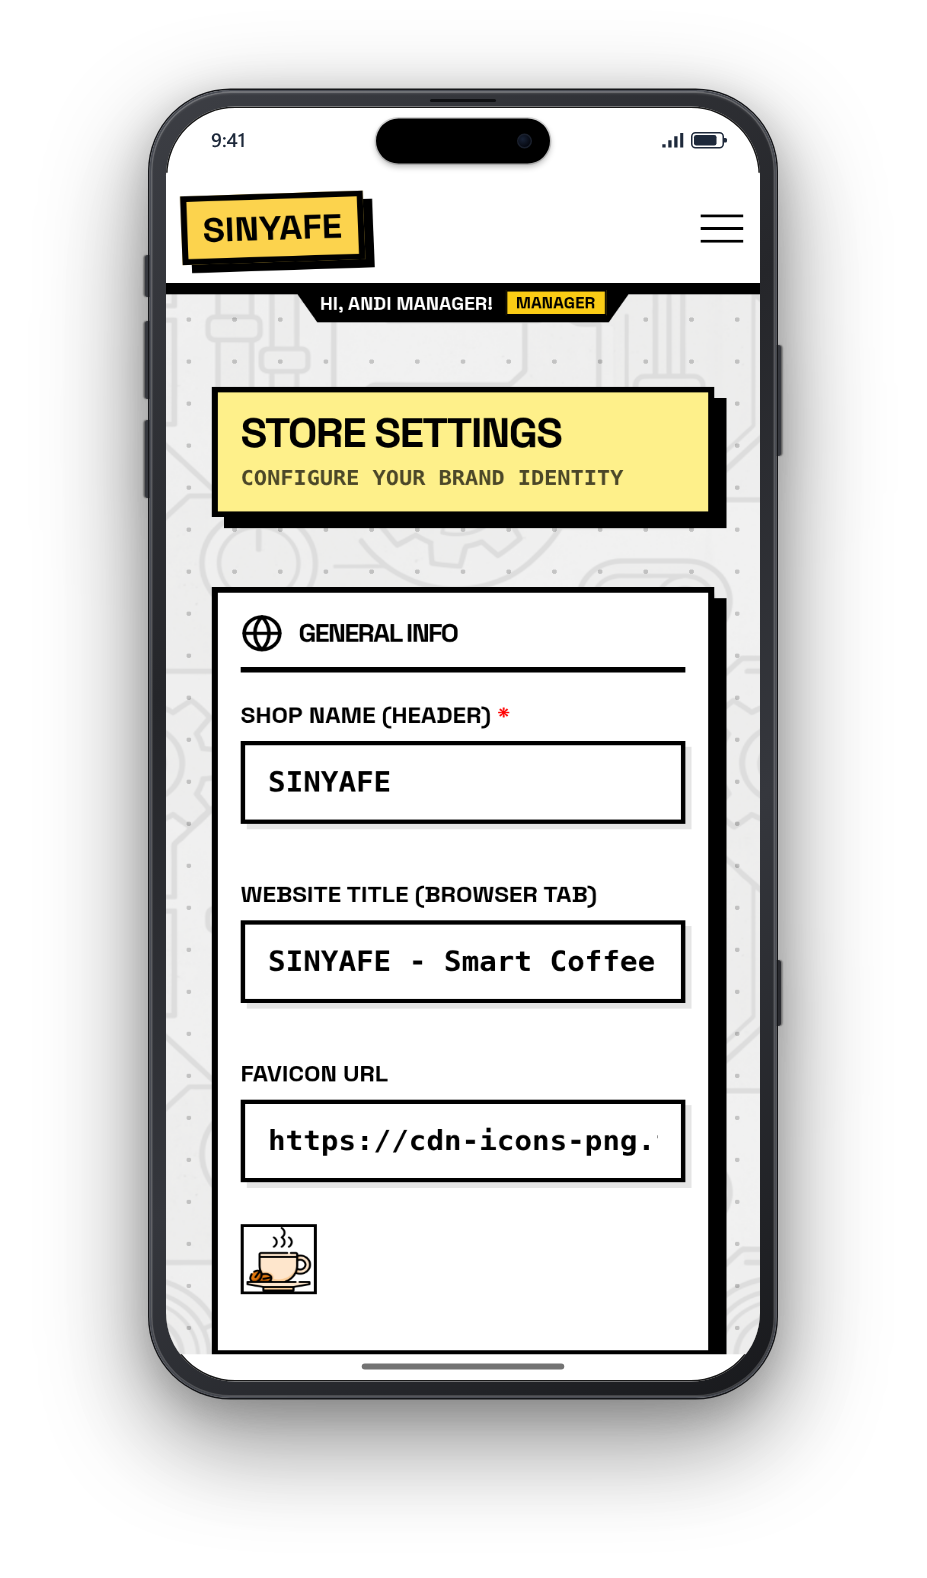 9:41
SINYAFE
HI, ANDI MANAGER! MANAGER
STORE SETTINGS
CONFIGURE YOUR BRAND IDENTITY
GENERAL INFO
SHOP NAME (HEADER) *
SINYAFE
WEBSITE TITLE (BROWSER TAB)
SINYAFE - Smart Coffee
FAVICON URL
https://cdn-icons-png.